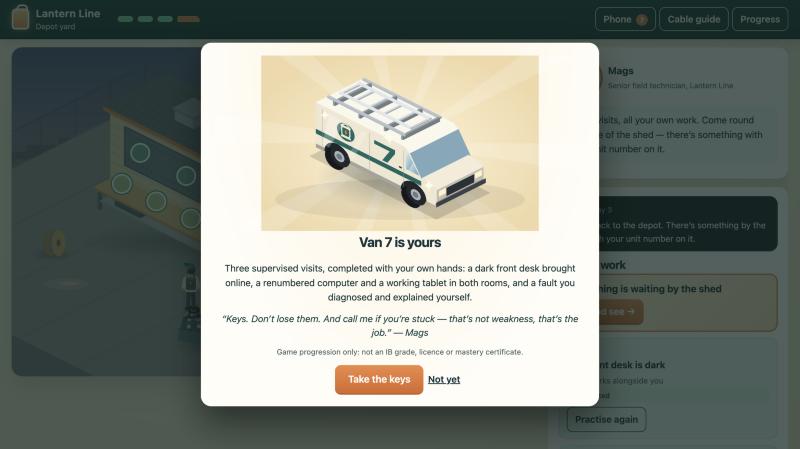 Lantern Line
Depot yard
Phone 7
Cable guide
Progress
Mags
Senior field technician, Lantern Line
visits, all your own work. Come round
of the shed — there's something with
unit number on it.
7
Van 7 is yours
Three supervised visits, completed with your own hands: a dark front desk brought
online, a renumbered computer and a working tablet in both rooms, and a fault you
diagnosed and explained yourself.
“Keys. Don’t lose them. And call me if you’re stuck — that’s not weakness, that’s the
job.” — Mags
Game progression only: not an IB grade, licence or mastery certificate.
Take the keys
Not yet
to the depot. There's something by the
your unit number on it.
work
is waiting by the shed
see →
desk is dark
alongside you
Practise again